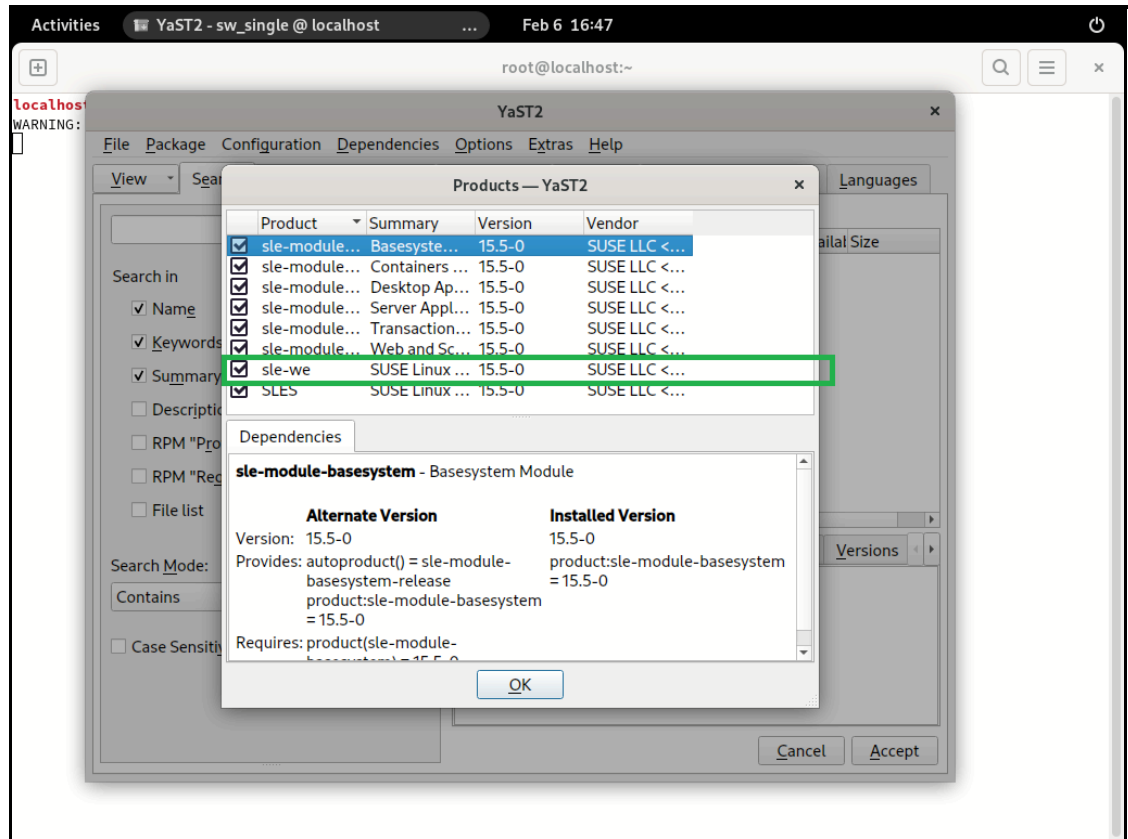 Activities YaST2 - sw_single @ localhost ... Feb 6 16:47
root@localhost:~
localhost
WARNING:
YaST2
File Package Configuration Dependencies Options Extras Help
View Sear Languages
Products — YaST2
Product Summary Version Vendor
sle-module... Basesyste... 15.5-0 SUSE LLC <...
sle-module... Containers ... 15.5-0 SUSE LLC <...
sle-module... Desktop Ap... 15.5-0 SUSE LLC <...
sle-module... Server Appl... 15.5-0 SUSE LLC <...
sle-module... Transaction... 15.5-0 SUSE LLC <...
sle-module... Web and Sc... 15.5-0 SUSE LLC <...
sle-we SUSE Linux ... 15.5-0 SUSE LLC <...
SLES SUSE Linux ... 15.5-0 SUSE LLC <...
ailal Size
Search in
Name
Keywords
Summary
Descriptic
RPM "Pro
RPM "Req
File list
Search Mode:
Contains
Case Sensitiv
Dependencies
sle-module-basesystem - Basesystem Module
Alternate Version Installed Version
Version: 15.5-0 15.5-0
Provides: autoproduct() = sle-module- product:sle-module-basesystem
basesystem-release = 15.5-0
product:sle-module-basesystem
= 15.5-0
Requires: product(sle-module-
basesystem) = 15.5-0
Versions
OK
Cancel Accept